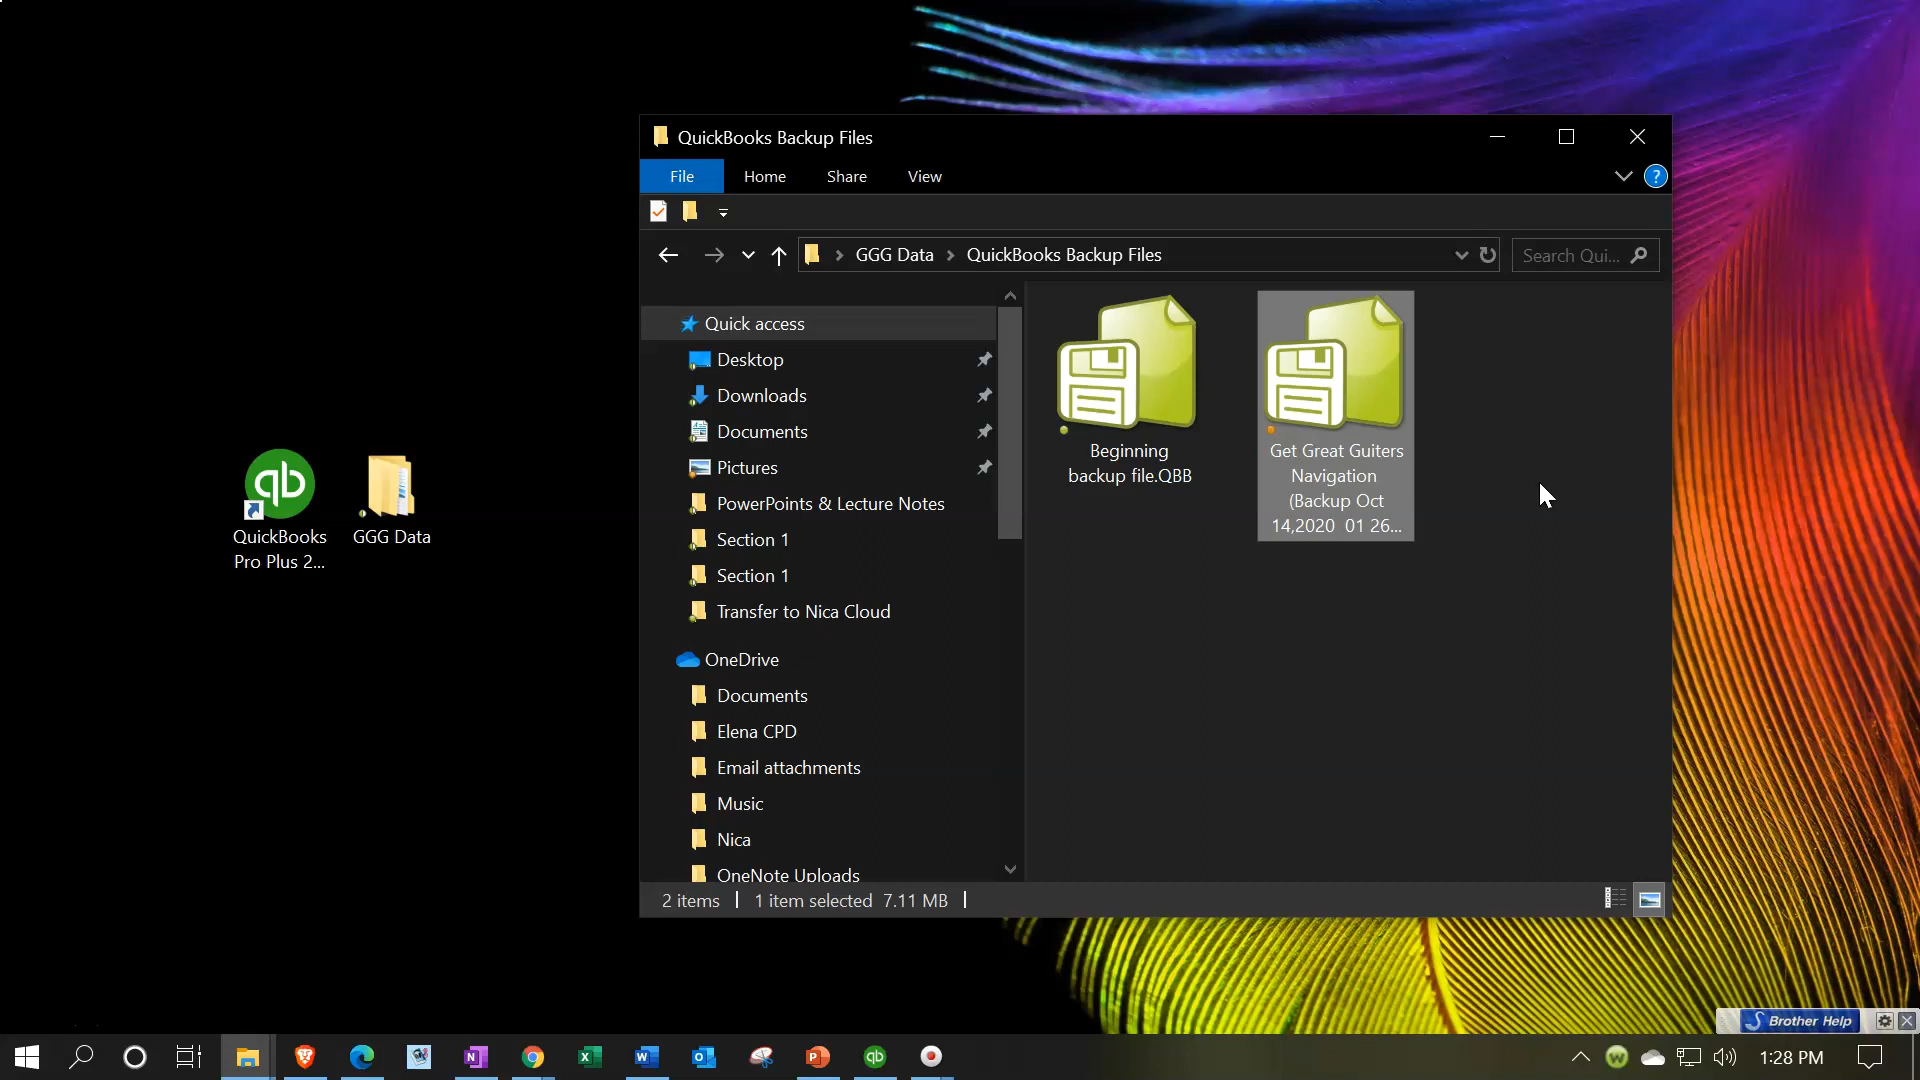 QuickBooks Backup Files
File
Home
Share
View
?
GGG Data
QuickBooks Backup Files
Search Qui...
Quick access
Desktop
Downloads
Documents
Pictures
PowerPoints & Lecture Notes
Section 1
Section 1
Transfer to Nica Cloud
OneDrive
Documents
Elena CPD
Email attachments
Music
Nica
OneNote Uploads
Beginning
backup file.QBB
Get Great Guiters
Navigation
(Backup Oct
14,2020 01 26...
2 items
1 item selected 7.11 MB
qb
QuickBooks
Pro Plus 2...
GGG Data
Brother Help
1:28 PM